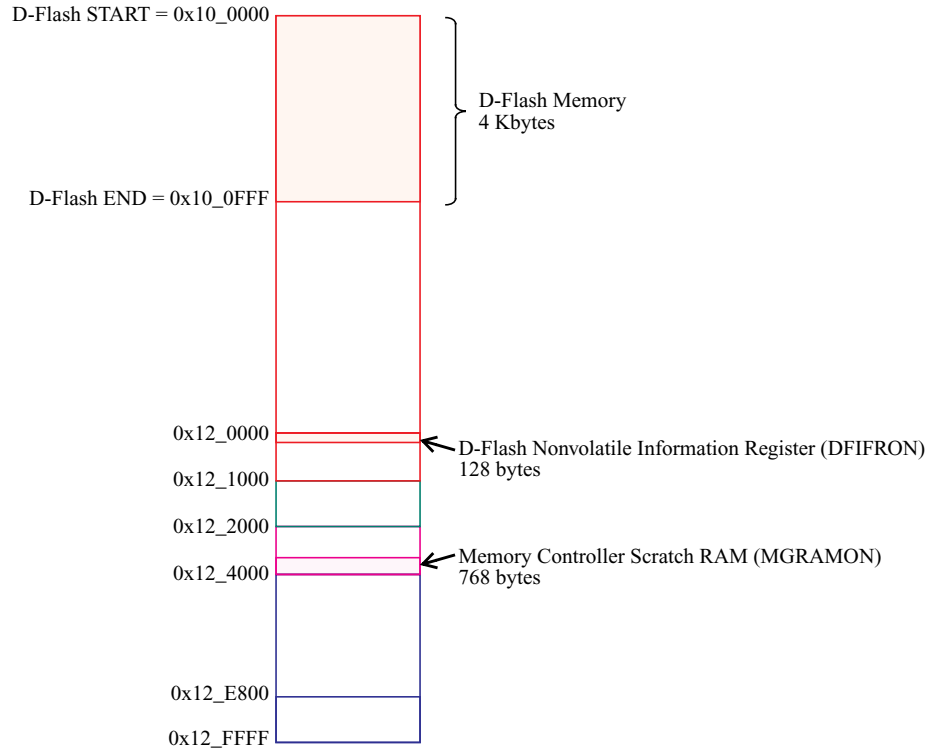 D-Flash START = 0x10_0000
D-Flash Memory
4 Kbytes
D-Flash END = 0x10_0FFF
0x12_0000
D-Flash Nonvolatile Information Register (DFIFRON)
128 bytes
0x12_1000
0x12_2000
Memory Controller Scratch RAM (MGRAMON)
768 bytes
0x12_4000
0x12_E800
0x12_FFFF